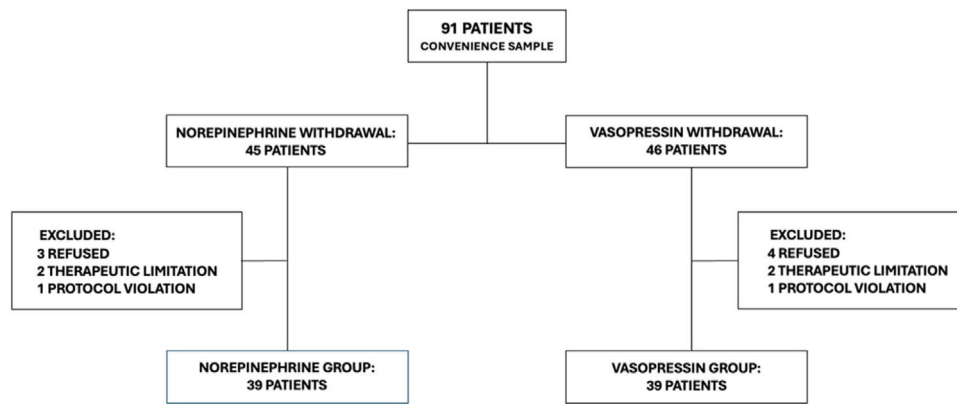 91 PATIENTS
CONVENIENCE SAMPLE
NOREPINEPHRINE WITHDRAWAL:
45 PATIENTS
VASOPRESSIN WITHDRAWAL:
46 PATIENTS
EXCLUDED:
3 REFUSED
2 THERAPEUTIC LIMITATION
1 PROTOCOL VIOLATION
EXCLUDED:
4 REFUSED
2 THERAPEUTIC LIMITATION
1 PROTOCOL VIOLATION
NOREPINEPHRINE GROUP:
39 PATIENTS
VASOPRESSIN GROUP:
39 PATIENTS